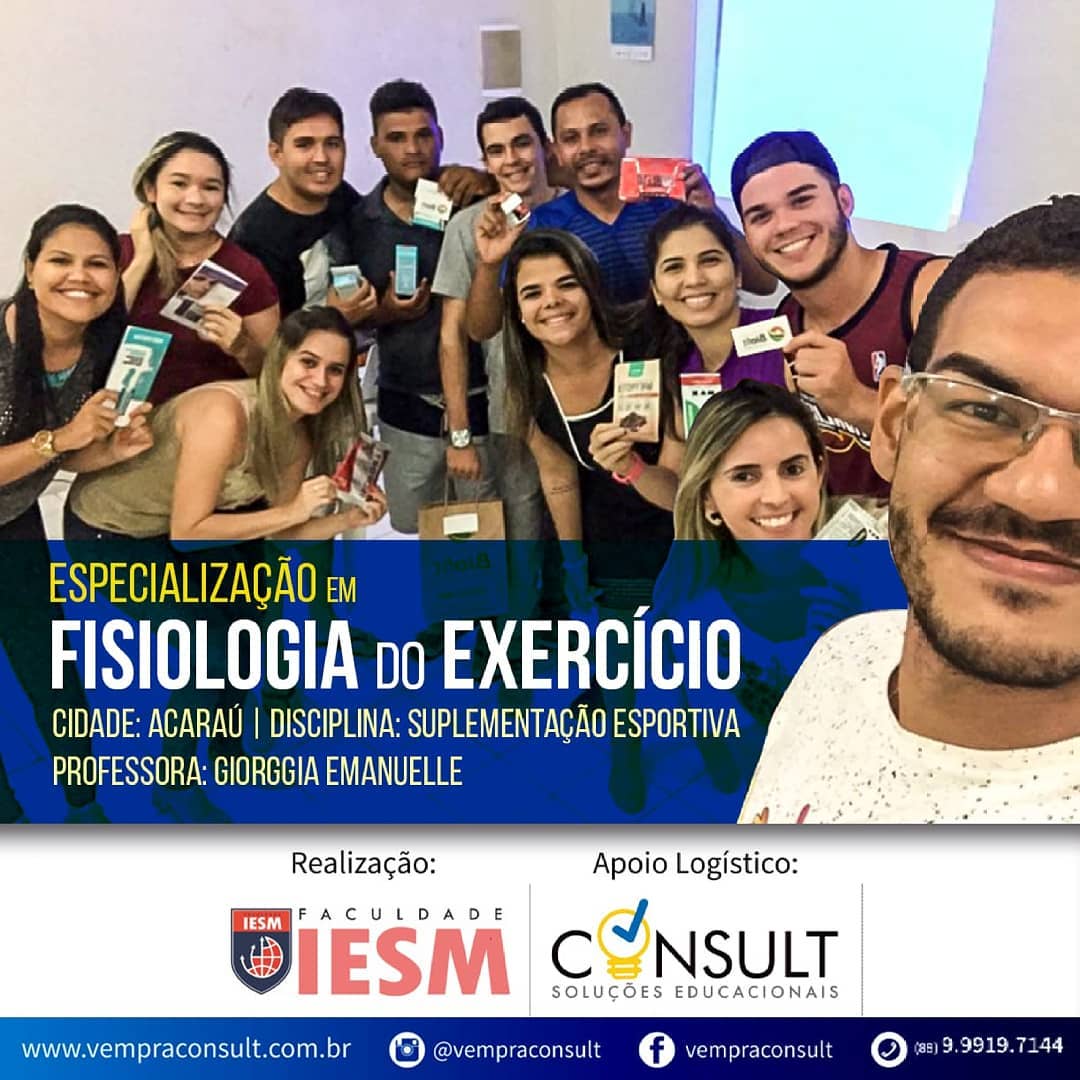 ESPECIALIZAÇÃO EM
FISIOLOGIA DO EXERCÍCIO
CIDADE: ACARAÚ | DISCIPLINA: SUPLEMENTAÇÃO ESPORTIVA
PROFESSORA: GIORGGIA EMANUELLE
Realização:
Apoio Logístico:
IESM
FACULDADE
IESM
CONSULT
SOLUÇÕES EDUCACIONAIS
www.vempraconsult.com.br
@vempraconsult
vempraconsult
(88) 9.9919.7144